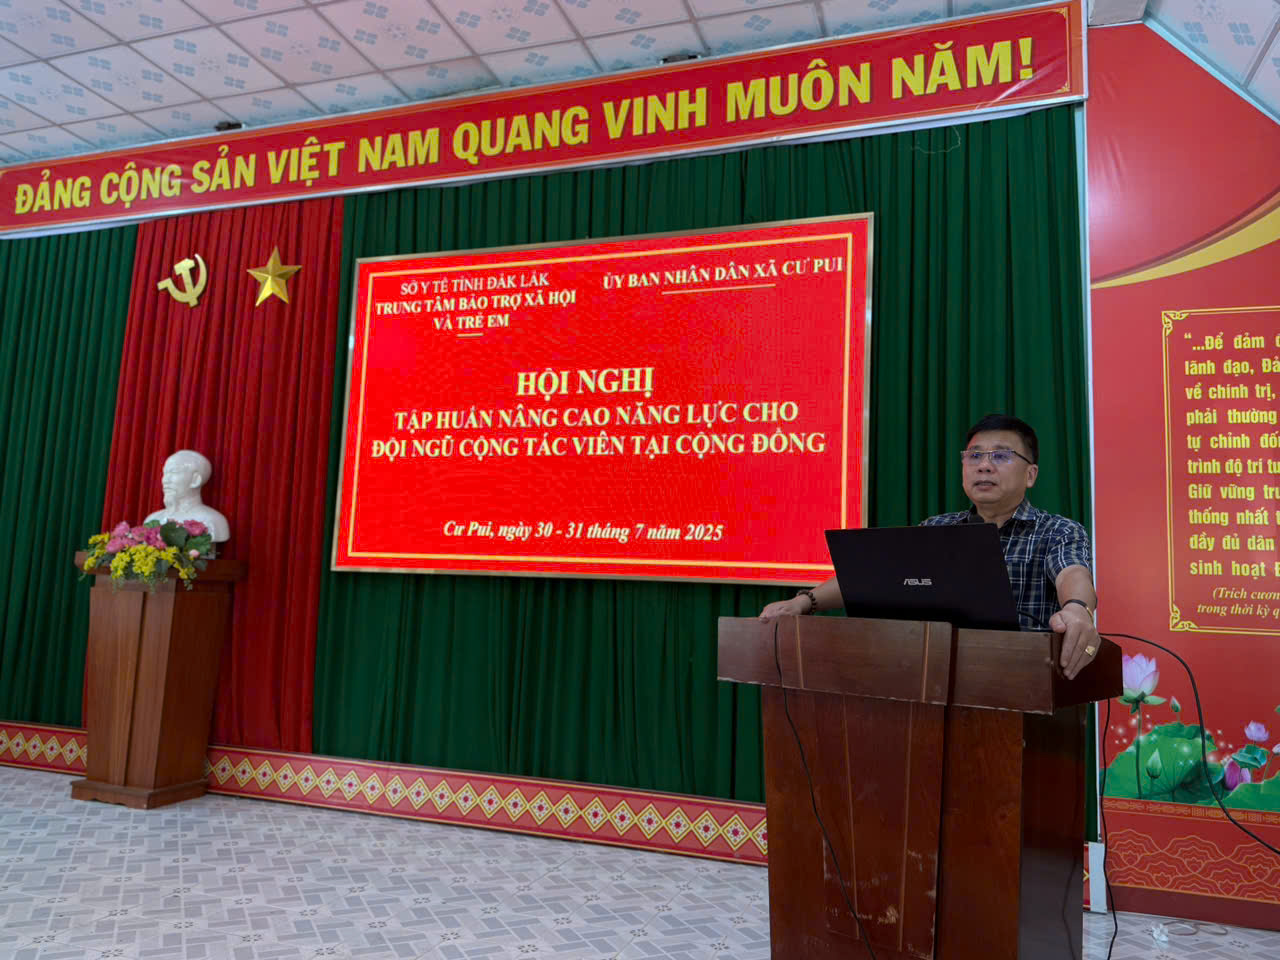 ĐẢNG CỘNG SẢN VIỆT NAM QUANG VINH MUÔN NĂM!
SỞ Y TẾ TỈNH ĐẮK LẮK
TRUNG TÂM BẢO TRỢ XÃ HỘI
VÀ TRẺ EM
ỦY BAN NHÂN DÂN XÃ CƯ PUI
HỘI NGHỊ
TẬP HUẤN NÂNG CAO NĂNG LỰC CHO
ĐỘI NGŨ CỘNG TÁC VIÊN TẠI CỘNG ĐỒNG
Cư Pui, ngày 30 - 31 tháng 7 năm 2025
ASUS
"...Để đảm
lãnh đạo, Đả
về chính trị,
phải thường
tự chỉnh đốn
trình độ trí tu
Giữ vững tru
thống nhất
đầy đủ dân
sinh hoạt Đ
(Trích cươn
trong thời kỳ q